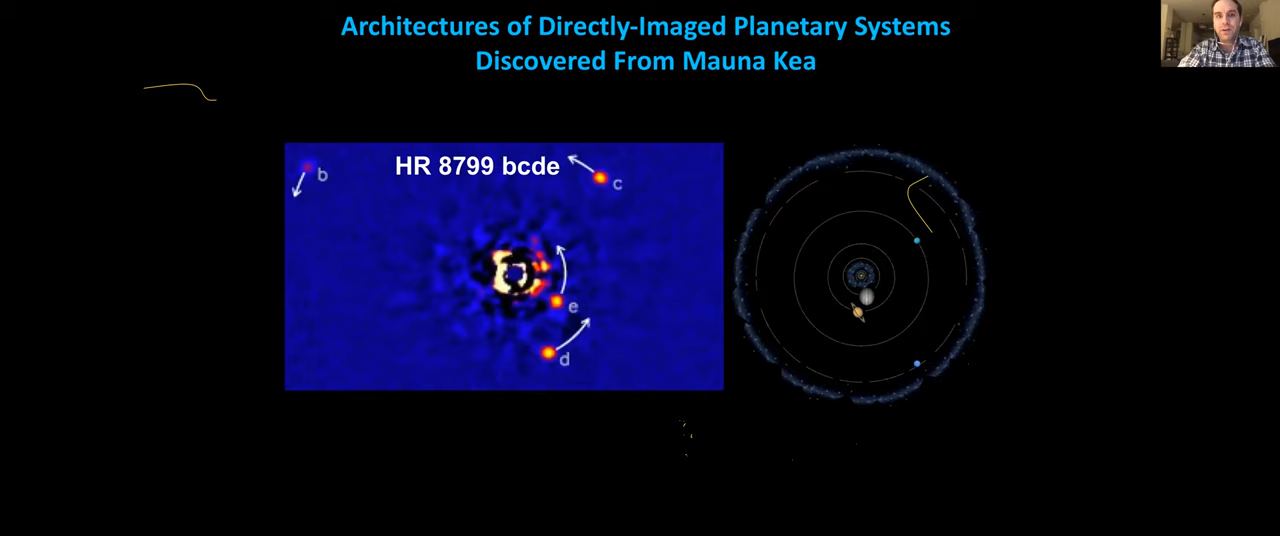 Architectures of Directly-Imaged Planetary Systems
Discovered From Mauna Kea
HR 8799 bcde
b
c
e
d